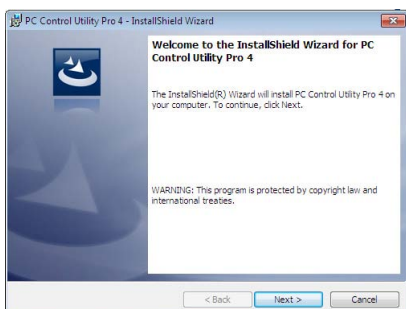 PC Control Utility Pro 4 - InstallShield Wizard
Welcome to the InstallShield Wizard for PC
Control Utility Pro 4
The InstallShield(R) Wizard will install PC Control Utility Pro 4 on
your computer. To continue, click Next.
WARNING: This program is protected by copyright law and
international treaties.
< Back Next > Cancel